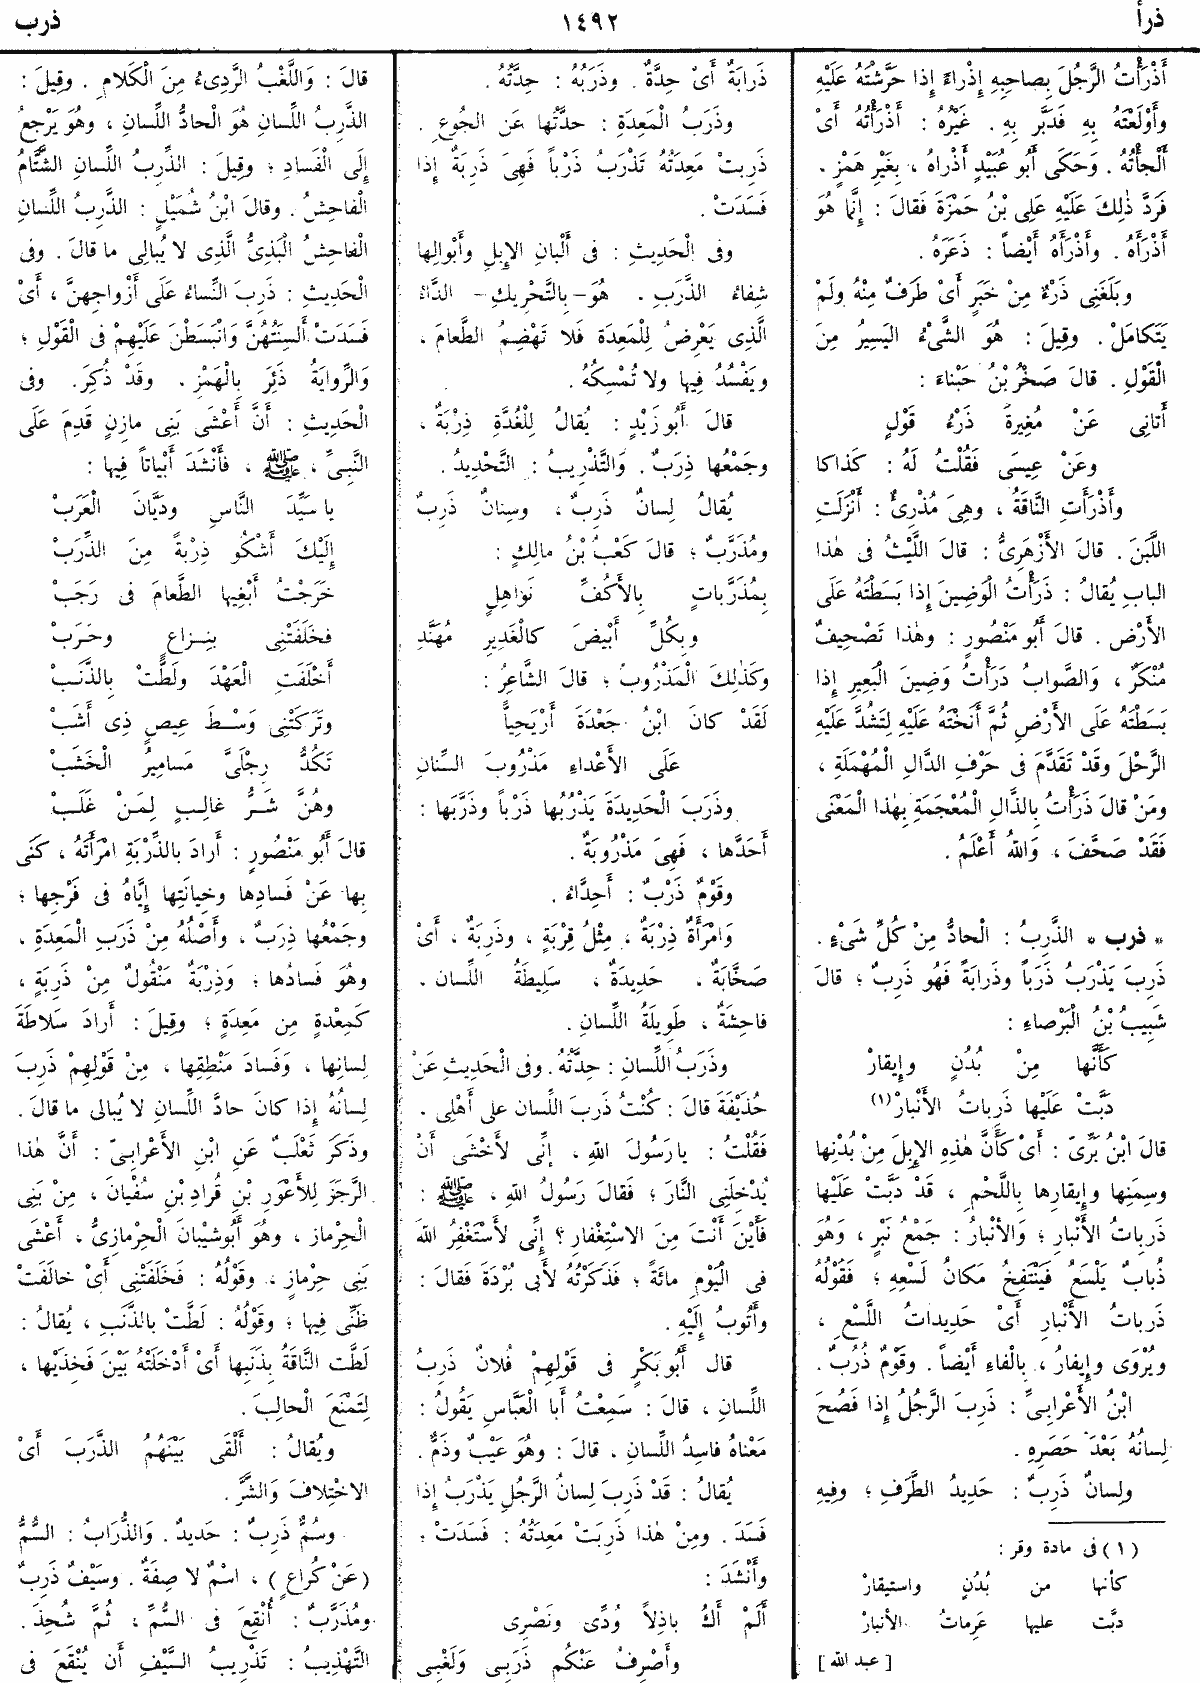 ذرأ
١٤٩٢
ذرب
أَذْرَأْتُ الرَّجُلَ بِصاحِبِهِ إِذْراءً إِذا حَرَّشْتَهُ عَلَيْهِ
وأَوْلَعْتَهُ بِهِ فَدَبَّر بِهِ . غَيْرُهُ : أَذْرَأْتُهُ أَىْ
أَلْجأْتُهُ . وَحَكَى أَبُو عُبَيْدٍ أَذْراهُ ، بِغَيْرِ هَمْزٍ .
فَرَدَّ ذٰلِكَ عَلَيْهِ عَلِى بْنُ حَمْزَةَ فَقالَ : إِنَّما هُوَ
أَذْرَأَهُ . وأَذْرَأَهُ أَيْضاً : ذَعَرَهُ .
وبَلَغَنِى ذَرْءٌ مِنْ خَبَرٍ أَىْ طَرَفٌ مِنْهُ ولَمْ
يَتَكامَلْ . وقِيلَ : هُوَ الشَّىْءُ اليَسِيرُ مِنَ
الْقَوْلِ . قالَ صَخْرُ بْنُ حَبْناءَ :
أَتانِى عَنْ مُغِيرَةَ ذَرْءُ قَوْلٍ
وعَنْ عِيسَى فَقُلْتُ لَهُ : كَذاكا
وأَذْرَأَتِ النَّاقَةُ ، وهِىَ مُذْرِئٌ : أَنْزَلَتِ
اللَّبَنَ . قالَ الأَزْهَرِىُّ : قالَ اللَّيْثُ فى هٰذا
البابِ يُقالُ : ذَرَأْتُ الْوَضِينَ إِذا بَسَطْتَهُ عَلَى
الأَرْضِ . قالَ أَبُو مَنْصُورٍ : وهٰذا تَصْحِيفٌ
مُنْكَرٌ ، وَالصَّوابُ دَرَأْتُ وَضِينَ الْبَعِيرِ إِذا
بَسَطْتَهُ عَلَى الأَرْضِ ثُمَّ أَنَخْتَهُ عَلَيْهِ لِتَشُدَّ عَلَيْهِ
الرَّحْلَ وقَدْ تَقَدَّمَ فى حَرْفِ الدَّالِ الْمُهْمَلَةِ ،
ومَنْ قالَ ذَرَأْتُ بِالذَّالِ الْمُعْجَمَةِ بِهٰذا الْمَعْنَى
فَقَدْ صَحَّفَ ، وَاللهُ أَعْلَمُ .
* ذرب * الذَّرِبُ : الْحادُّ مِنْ كُلِّ شَىْءٍ .
ذَرِبَ يَذْرَبُ ذَرَباً وذَرابَةً فَهُو ذَرِبٌ ؛ قالَ
شَبِيبُ بْنُ الْبَرْصاءِ :
كَأَنَّها مِنْ بُدُنٍ وإِيقارْ
دَبَّتْ عَلَيْها ذَرِباتُ الأَنْبارْ(١)
قالَ ابْنُ بَرِّىّ : أَىْ كَأَنَّ هٰذِهِ الإِبِلَ مِنْ بُدْنِها
وسِمَنِها وإِيقارِها بِاللَّحْمِ ، قَدْ دَبَّتْ عَلَيْها
ذَرِباتُ الأَنْبارِ ؛ وَالأَنْبارُ : جَمْعُ نَبْرٍ ، وَهُوَ
ذُبابٌ يَلْسَعُ فَيَنْتَفِخُ مَكانُ لَسْعِهِ ؛ فَقَوْلُهُ
ذَرِباتُ الأَنْبارِ أَىْ حَدِيداتُ اللَّسْعِ ،
ويُرْوَى وإِيفارُ ، بِالْفاءِ أَيْضاً . وقَوْمٌ ذُرُبٌ .
ابْنُ الأَعْرابِىِّ : ذَرِبَ الرَّجُلُ إِذا فَصُحَ
لِسانُهُ بَعْدَ حَصَرِهِ .
ولِسانٌ ذَرِبٌ : حَدِيدُ الطَّرَفِ ؛ وفِيهِ
(١) فى مادة وقر :
كأنها من بُدُنٍ واستيقارْ
دبَّت عليها عَرِماتُ الأنبارْ
[ عبد الله ]
ذَرابَةٌ أَىْ حِدَّةٌ . وذَرَبُهُ : حِدَّتُهُ .
وذَرَبُ الْمَعِدَةِ : حدَّتُها عَنِ الجُوعِ .
ذَرِبتْ مَعِدَتُهُ تَذْرَبُ ذَرَباً فَهِىَ ذَرِبَةٌ إِذا
فَسَدَتْ .
وفى الْحَدِيثِ : فى أَلْبانِ الإِبِلِ وأَبْوالِها
شِفاءُ الذَّرَبِ . هُوَ - بِالتَّحْرِيكِ - الدَّاءُ
الَّذِى يَعْرِضُ لِلْمَعِدَةِ فَلا تَهْضِمُ الطَّعامَ ،
ويَفْسُدُ فِيها ولا تُمْسِكُهُ .
قالَ أَبُو زَيْدٍ : يُقالُ لِلْغُدَّةِ ذِرْبَةٌ ،
وجَمْعُها ذِرَبٌ . وَالتَّذْرِيبُ : التَّحْدِيدُ .
يُقالُ لِسانٌ ذَرِبٌ ، وسِنانٌ ذَرِبٌ
ومُذَرَّبٌ ؛ قالَ كَعْبُ بْنُ مالِكٍ :
بِمُذَرَّباتٍ بِالأَكُفِّ نَواهِلٍ
وبِكُلِّ أَبْيضَ كالْغَدِيرِ مُهَنَّدِ
وكَذٰلِكَ الْمَذْرُوبُ ؛ قالَ الشَّاعِرُ :
لَقَدْ كانَ ابْنُ جَعْدَةَ أَرْيَحِياًّ
عَلَى الأَعْداءِ مَذْرُوبَ السِّنانِ
وذَرَبَ الْحَدِيدَةَ يَذْرُبُها ذَرْباً وذَرَّبَها :
أَحَدَّها ، فَهِىَ مَذْرُوبَةٌ .
وقَوْمٌ ذَرْبٌ : أَحِدَّاءُ .
وَامْرَأَةٌ ذِرْبَةٌ ، مِثْلُ قِرْبَةٍ ، وذَرِبَةٌ ، أَىْ
صَخَّابَةٌ ، حَدِيدَةٌ ، سَلِيطَةُ اللِّسان .
فاحِشَةٌ ، طَوِيلَةُ اللِّسانِ .
وذَرَبُ اللِّسانِ : حِدَّتُهُ . وفى الْحَدِيثِ عَنْ
حُذَيْفَةَ قالَ : كُنْتُ ذَرِبَ اللِّسان على أَهْلِى .
فَقُلْتُ : يا رَسُولَ اللهِ ، إِنِّى لأَخْشَى أَنْ
يُدْخِلَنِى النَّارَ ؛ فَقالَ رَسُولُ اللهِ ، ﷺ :
فَأَيْنَ أَنْتَ مِنَ الاسْتِغْفارِ ؟ إِنِّى لأَسْتَغْفِرُ اللهَ
فى الْيَوْمِ مائَةً ؛ فَذَكَرْتُهُ لأَبِى بُرْدَةَ فَقالَ :
وأَتُوبُ إِلَيْهِ .
قال أَبُو بَكْرٍ فى قَوْلِهِمْ فُلانٌ ذَرِبُ
اللِّسانِ ، قالَ : سَمِعْتُ أَبا الْعَبَّاسِ يَقُولُ :
مَعْناهُ فاسِدُ اللِّسانِ ، قالَ : وهُوَ عَيْبٌ وذَمٌّ .
يُقالُ : قَدْ ذَرِبَ لِسانُ الرَّجُلِ يَذْرَبُ إِذا
فَسَدَ . ومِنْ هٰذا ذَرِبَتْ مَعِدَتُهُ : فَسَدَتْ ؛
وأَنْشَدَ :
أَلَمْ أَكُ باذِلاً وُدِّى ونَصْرِى
وأَصْرِفُ عَنْكُم ذَرَبِى وَلَغْبِى
قالَ : وَاللَّغْبُ الرَّدِىءُ مِنَ الْكَلامِ . وقِيلَ :
الذَّرِبُ اللِّسانِ هُوَ الْحادُّ اللِّسانِ ، وهُوَ يَرْجِعُ
إِلَى الْفَسادِ ؛ وقِيلَ : الذَّرِبُ اللِّسانِ الشَّتَّامُ
الْفاحِشُ . وقالَ ابْنُ شُمَيْلٍ : الذَّرِبُ اللِّسانِ
الْفاحِشُ الْبَذِىُّ الَّذِى لا يُبالِى ما قالَ . وفى
الْحَدِيثِ : ذَرِبَ النِّساءُ عَلَى أَزْواجِهِنَّ ، أَىْ
فَسَدَتْ أَلْسِنَتُهُنَّ وَانْبَسَطْنَ عَلَيْهِمْ فى الْقَوْلِ ؛
وَالرِّوايَةُ ذَئِرَ بِالْهَمْزِ . وقَدْ ذُكِرَ . وفى
الْحَدِيثِ : أَنَّ أَعْشَى بَنِى مازِنٍ قَدِمَ عَلَى
النَّبِىِّ ، ﷺ ، فَأَنْشَدَ أَبْياتاً فِيها :
يا سَيِّدَ النَّاسِ ودَيَّانَ الْعَرَبْ
إِلَيْكَ أَشْكُو ذِرْبَةً مِنَ الذِّرَبْ
خَرَجْتُ أَبْغِيها الطَّعامَ فى رَجَبْ
فَخَلَفَتْنِى بِنِزاعٍ وحَرَبْ
أَخْلَفَتِ الْعَهْدَ ولَطَّتْ بِالذَّنَبْ
وتَرَكَتْنِى وَسْطَ عِيصٍ ذِى أَشَبْ
تَكُدُّ رِجْلَىَّ مَسامِيرُ الْخَشَبْ
وهُنَّ شَرُّ غالِبٍ لِمَنْ غَلَبْ
قالَ أَبُو مَنْصُورٍ : أَرادَ بِالذِّرْبَةِ امْرَأَتَهُ ، كَنَى
بِها عَنْ فَسادِها وخِيانَتِها إِيَّاهُ فى فَرْجِها ؛
وجَمْعُها ذِرَبٌ ، وأَصْلُهُ مِنْ ذَرَبِ الْمَعِدَةِ ،
وهُوَ فَسادُها ؛ وَذِرْبَةٌ مَنْقُولٌ مِنْ ذَرِبَةٍ ،
كَمِعْدَةٍ مِن مَعِدَةٍ ؛ وقِيلَ : أَرادَ سَلاطَةَ
لِسانِها ، وَفَسادَ مَنْطِقِها ، مِنْ قَوْلِهِمْ ذَرِبَ
لِسانُهُ إِذا كانَ حادَّ اللِّسانِ لا يُبالى ما قالَ .
وذَكَرَ ثَعْلَبٌ عَنِ ابْنِ الأَعْرابِىّ : أَنَّ هٰذا
الرَّجَزَ لِلأَعْوَرِ بْنِ قُرادِ بْنِ سُفْيانَ ، مِنْ بَنِى
الْحِرْماز ، وهُوَ أَبُو شيْبانَ الْحِرْمازِىُّ ، أَعْشَى
بَنِى حِرْمازٍ ، وقَوْلُهُ : فَخَلَفَتْنِى أَىْ خالَفَتْ
ظَنِّى فِيها ؛ وقَوْلُهُ : لَطَّتْ بِالذَّنَبِ ، يُقالُ :
لَطَّتِ النَّاقَةُ بِذَنَبِها أَىْ أَدْخَلَتْهُ بَيْنَ فَخِذَيْها ،
لِتَمْنَعَ الْحالِبَ .
ويُقالُ : أَلْقَى بَيْنَهُمُ الذَّرَبَ أَىْ
الاخْتِلافَ وَالشَّرَّ .
وسُمٌّ ذَرِبٌ : حَدِيدٌ . وَالذُّرَابُ : السُّمُّ
(عَنْ كُراعٍ) ، اسْمٌ لا صِفَةٌ . وسَيْفٌ ذَرِبٌ
ومُذَرَّبٌ : أُنْقِعَ فى السُّمِّ ، ثُمَّ شُحِذَ .
التَّهْذِيبُ : تَذْرِيبُ السَّيْفِ أَن يُنْقَعَ فى